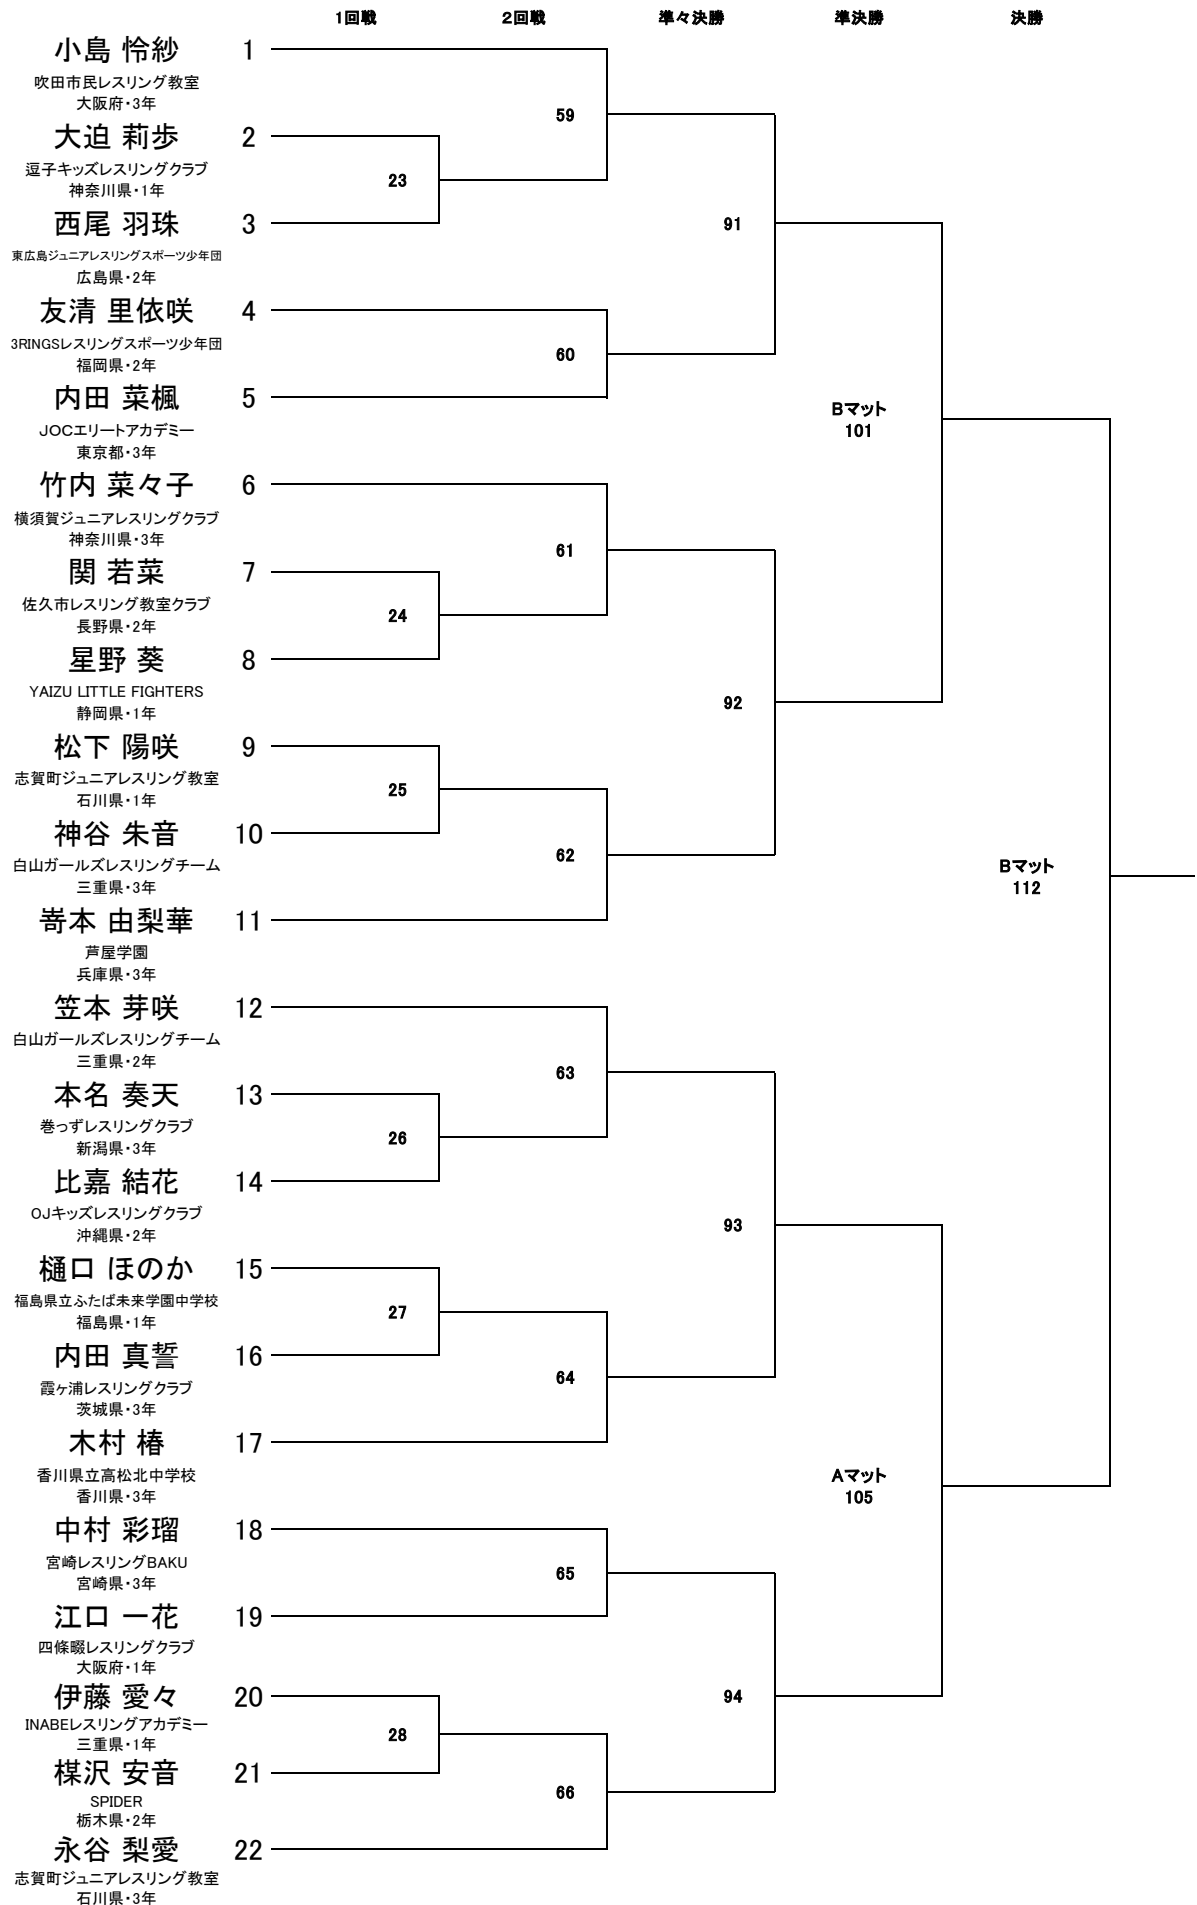 1回戦 2回戦 準々決勝 準決勝 決勝
小島 怜紗 1
吹田市民レスリング教室
大阪府・3年
59
大迫 莉歩 2
逗子キッズレスリングクラブ
神奈川県・1年
23
西尾 羽珠 3
91
東広島ジュニアレスリングスポーツ少年団
広島県・2年
友清 里依咲 4
3RINGSレスリングスポーツ少年団
福岡県・2年
60
内田 菜楓 5
JOCエリートアカデミー
東京都・3年
Bマット
101
竹内 菜々子 6
横須賀ジュニアレスリングクラブ
神奈川県・3年
61
関 若菜 7
佐久市レスリング教室クラブ
長野県・2年
24
星野 葵 8
YAIZU LITTLE FIGHTERS
静岡県・1年
92
松下 陽咲 9
志賀町ジュニアレスリング教室
石川県・1年
25
神谷 朱音 10
白山ガールズレスリングチーム
三重県・3年
62
Bマット
112
嵜本 由梨華 11
芦屋学園
兵庫県・3年
笠本 芽咲 12
白山ガールズレスリングチーム
三重県・2年
63
本名 奏天 13
巻っずレスリングクラブ
新潟県・3年
26
比嘉 結花 14
OJキッズレスリングクラブ
沖縄県・2年
93
樋口 ほのか 15
福島県立ふたば未来学園中学校
福島県・1年
27
内田 真誓 16
霞ヶ浦レスリングクラブ
茨城県・3年
64
木村 椿 17
香川県立高松北中学校
香川県・3年
Aマット
105
中村 彩瑠 18
宮崎レスリングBAKU
宮崎県・3年
65
江口 一花 19
四條畷レスリングクラブ
大阪府・1年
伊藤 愛々 20
94
INABEレスリングアカデミー
三重県・1年
28
楳沢 安音 21
SPIDER
栃木県・2年
66
永谷 梨愛 22
志賀町ジュニアレスリング教室
石川県・3年